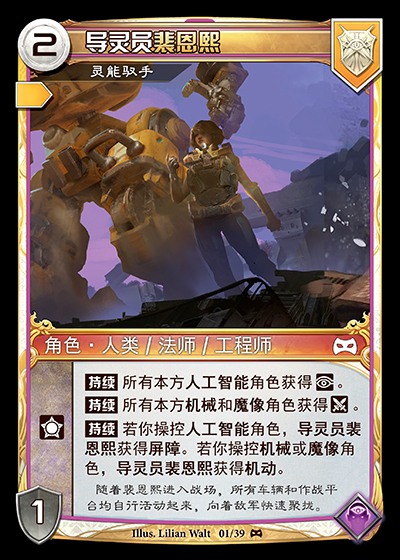 2
导灵员裴恩熙
灵能驭手
角色·人类/法师/工程师
持续 所有本方人工智能角色获得。
持续 所有本方机械和魔像角色获得。
持续 若你操控人工智能角色，导灵员裴
恩熙获得屏障。若你操控机械或魔像角
色，导灵员裴恩熙获得机动。
随着裴恩熙进入战场，所有车辆和作战平
台均自行活动起来，向着敌军快速聚拢。
1
Illus. Lilian Walt 01/39